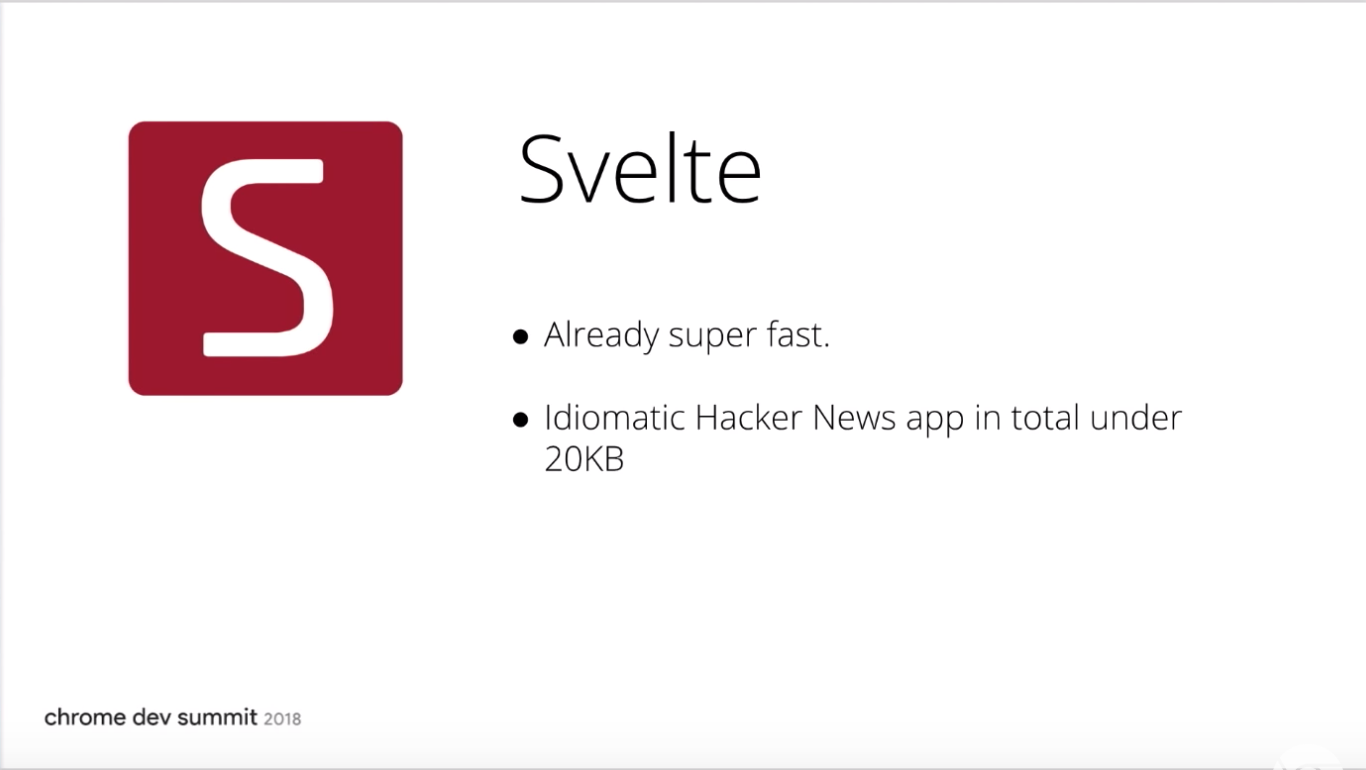 S
Svelte
● Already super fast.
● Idiomatic Hacker News app in total under
20KB
chrome dev summit 2018